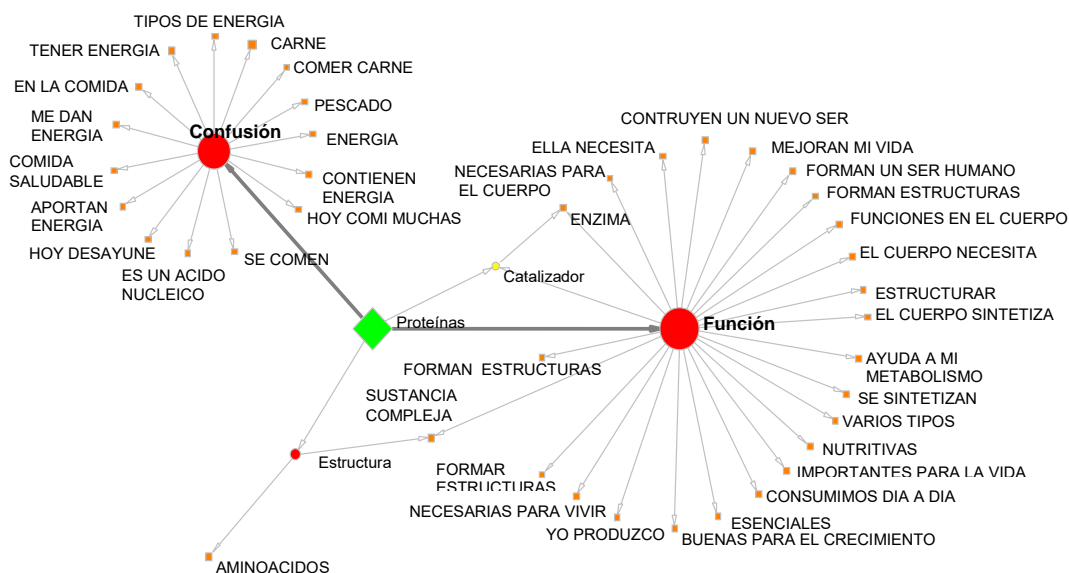 TIPOS DE ENERGIA
TENER ENERGIA
CARNE
COMER CARNE
EN LA COMIDA
PESCADO
ME DAN
ENERGIA
Confusión
ENERGIA
COMIDA
SALUDABLE
CONTIENEN
ENERGIA
APORTAN
ENERGIA
HOY COMI MUCHAS
HOY DESAYUNE
SE COMEN
ES UN ACIDO
NUCLEICO
CONTRUYEN UN NUEVO SER
ELLA NECESITA
MEJORAN MI VIDA
NECESARIAS PARA
EL CUERPO
FORMAN UN SER HUMANO
FORMAN ESTRUCTURAS
ENZIMA
FUNCIONES EN EL CUERPO
EL CUERPO NECESITA
Catalizador
ESTRUCTURAR
EL CUERPO SINTETIZA
Proteínas
Función
FORMAN ESTRUCTURAS
AYUDA A MI
METABOLISMO
SUSTANCIA
COMPLEJA
SE SINTETIZAN
VARIOS TIPOS
Estructura
NUTRITIVAS
FORMAR
ESTRUCTURAS
IMPORTANTES PARA LA VIDA
NECESARIAS PARA VIVIR
CONSUMIMOS DIA A DIA
YO PRODUZCO
ESENCIALES
BUENAS PARA EL CRECIMIENTO
AMINOACIDOS